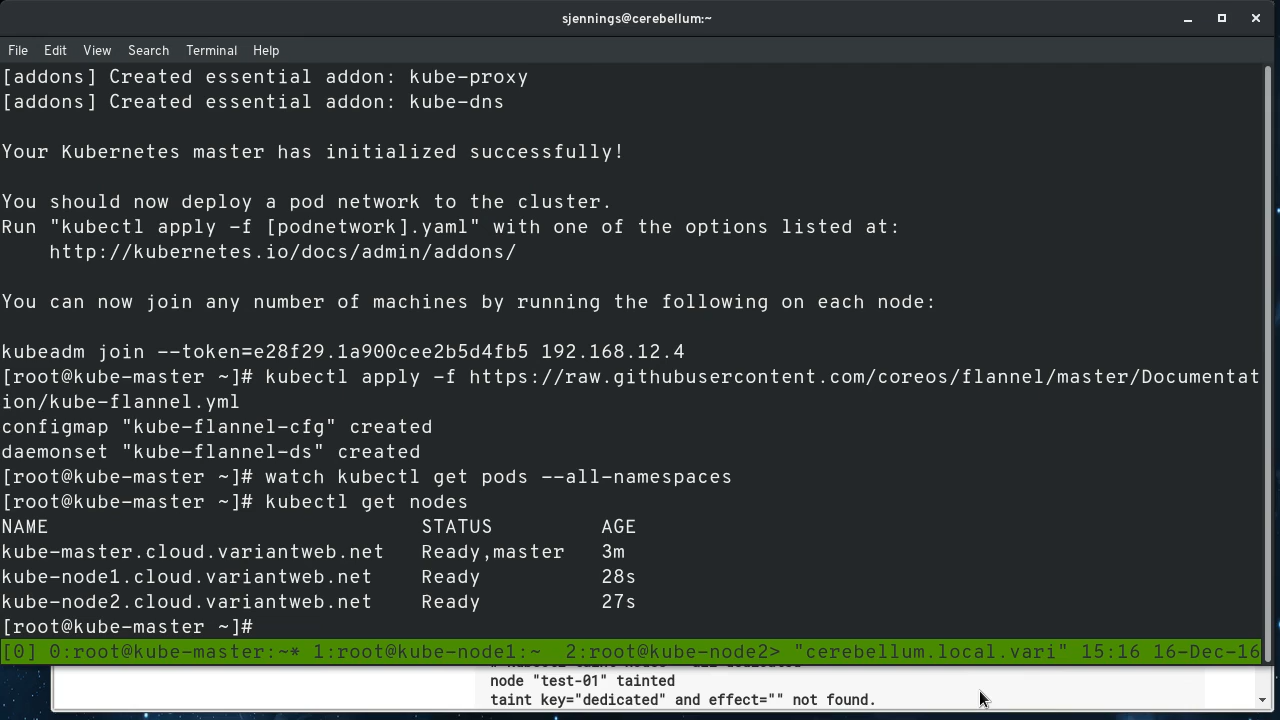 sjennings@cerebellum:~
File Edit View Search Terminal Help
[addons] Created essential addon: kube-proxy
[addons] Created essential addon: kube-dns
Your Kubernetes master has initialized successfully!
You should now deploy a pod network to the cluster.
Run "kubectl apply -f [podnetwork].yaml" with one of the options listed at:
    http://kubernetes.io/docs/admin/addons/
You can now join any number of machines by running the following on each node:
kubeadm join --token=e28f29.1a900cee2b5d4fb5 192.168.12.4
[root@kube-master ~]# kubectl apply -f https://raw.githubusercontent.com/coreos/flannel/master/Documentat
ion/kube-flannel.yml
configmap "kube-flannel-cfg" created
daemonset "kube-flannel-ds" created
[root@kube-master ~]# watch kubectl get pods --all-namespaces
[root@kube-master ~]# kubectl get nodes
NAME                               STATUS         AGE
kube-master.cloud.variantweb.net   Ready,master   3m
kube-node1.cloud.variantweb.net    Ready          28s
kube-node2.cloud.variantweb.net    Ready          27s
[root@kube-master ~]#
[0] 0:root@kube-master:~* 1:root@kube-node1:~  2:root@kube-node2> "cerebellum.local.vari" 15:16 16-Dec-16
node "test-01" tainted
taint key="dedicated" and effect="" not found.